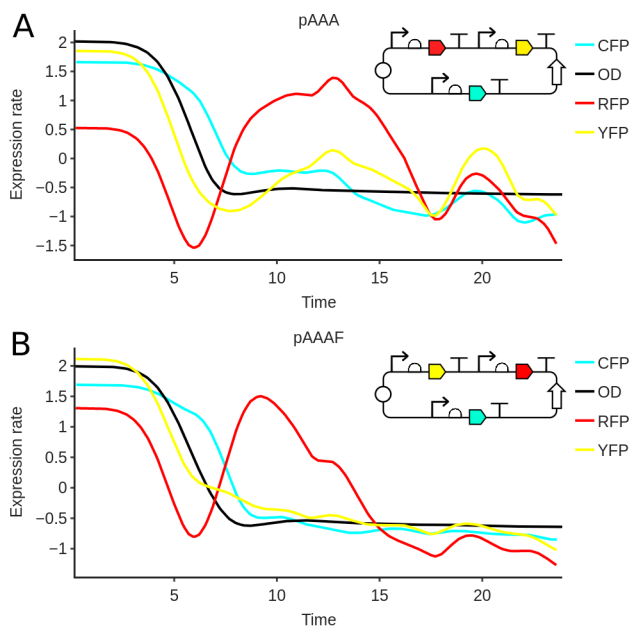 A
pAAA
Expression rate
2
1.5
1
0.5
0
−0.5
−1
−1.5
5
10
15
20
Time
CFP
OD
RFP
YFP
B
pAAAF
Expression rate
2
1.5
1
0.5
0
−0.5
−1
5
10
15
20
Time
CFP
OD
RFP
YFP